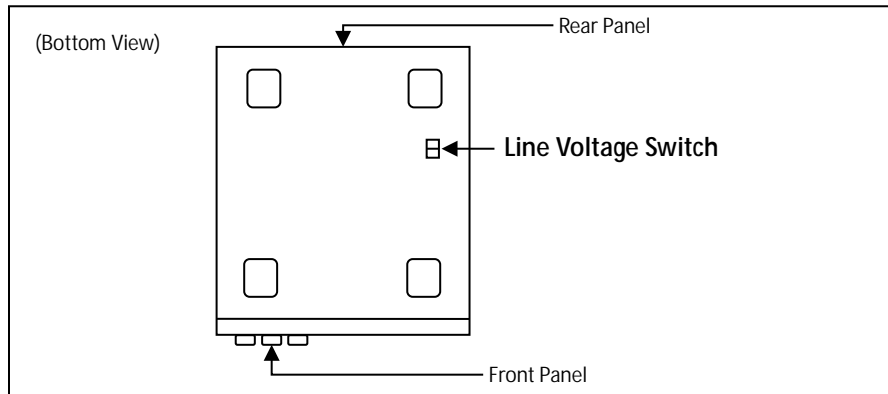 Rear Panel
(Bottom View)
Line Voltage Switch
Front Panel